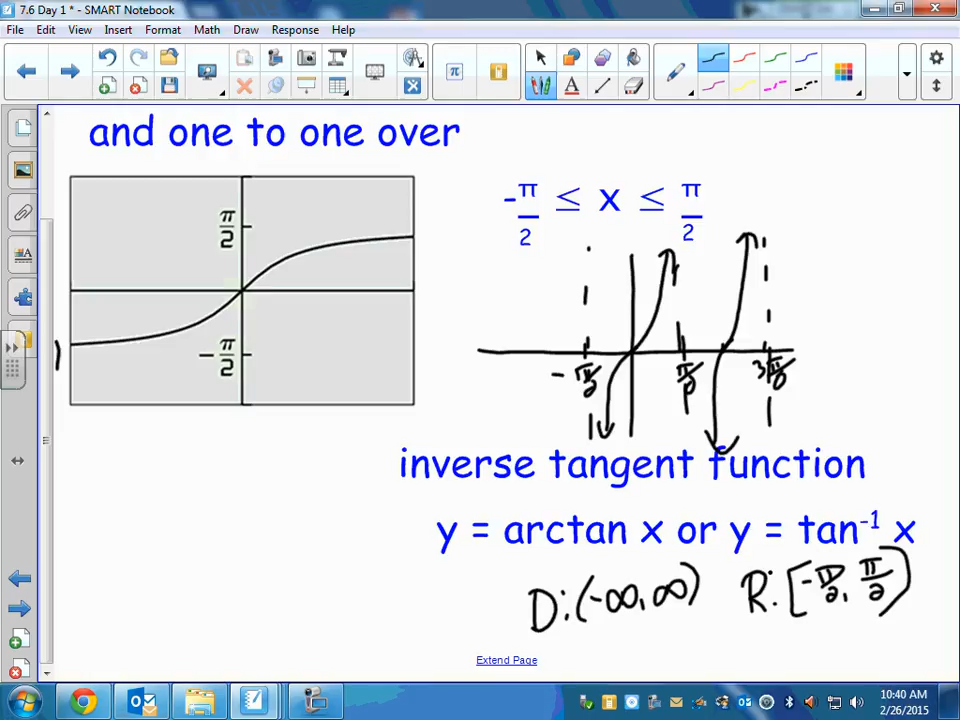 7.6 Day 1 * - SMART Notebook
File Edit View Insert Format Math Draw Response Help
and one to one over
-π/2 ≤ x ≤ π/2
π/2
-π/2
-π/2 π/2 3π/2
inverse tangent function
y = arctan x or y = tan⁻¹ x
D: (-∞, ∞) R: [-π/2, π/2)
Extend Page
10:40 AM
2/26/2015